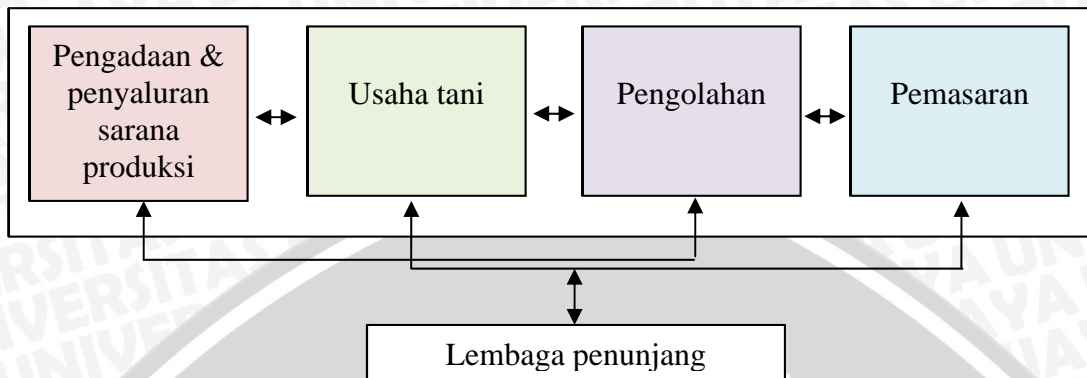 Pengadaan &
penyaluran
sarana
produksi
Usaha tani
Pengolahan
Pemasaran
Lembaga penunjang